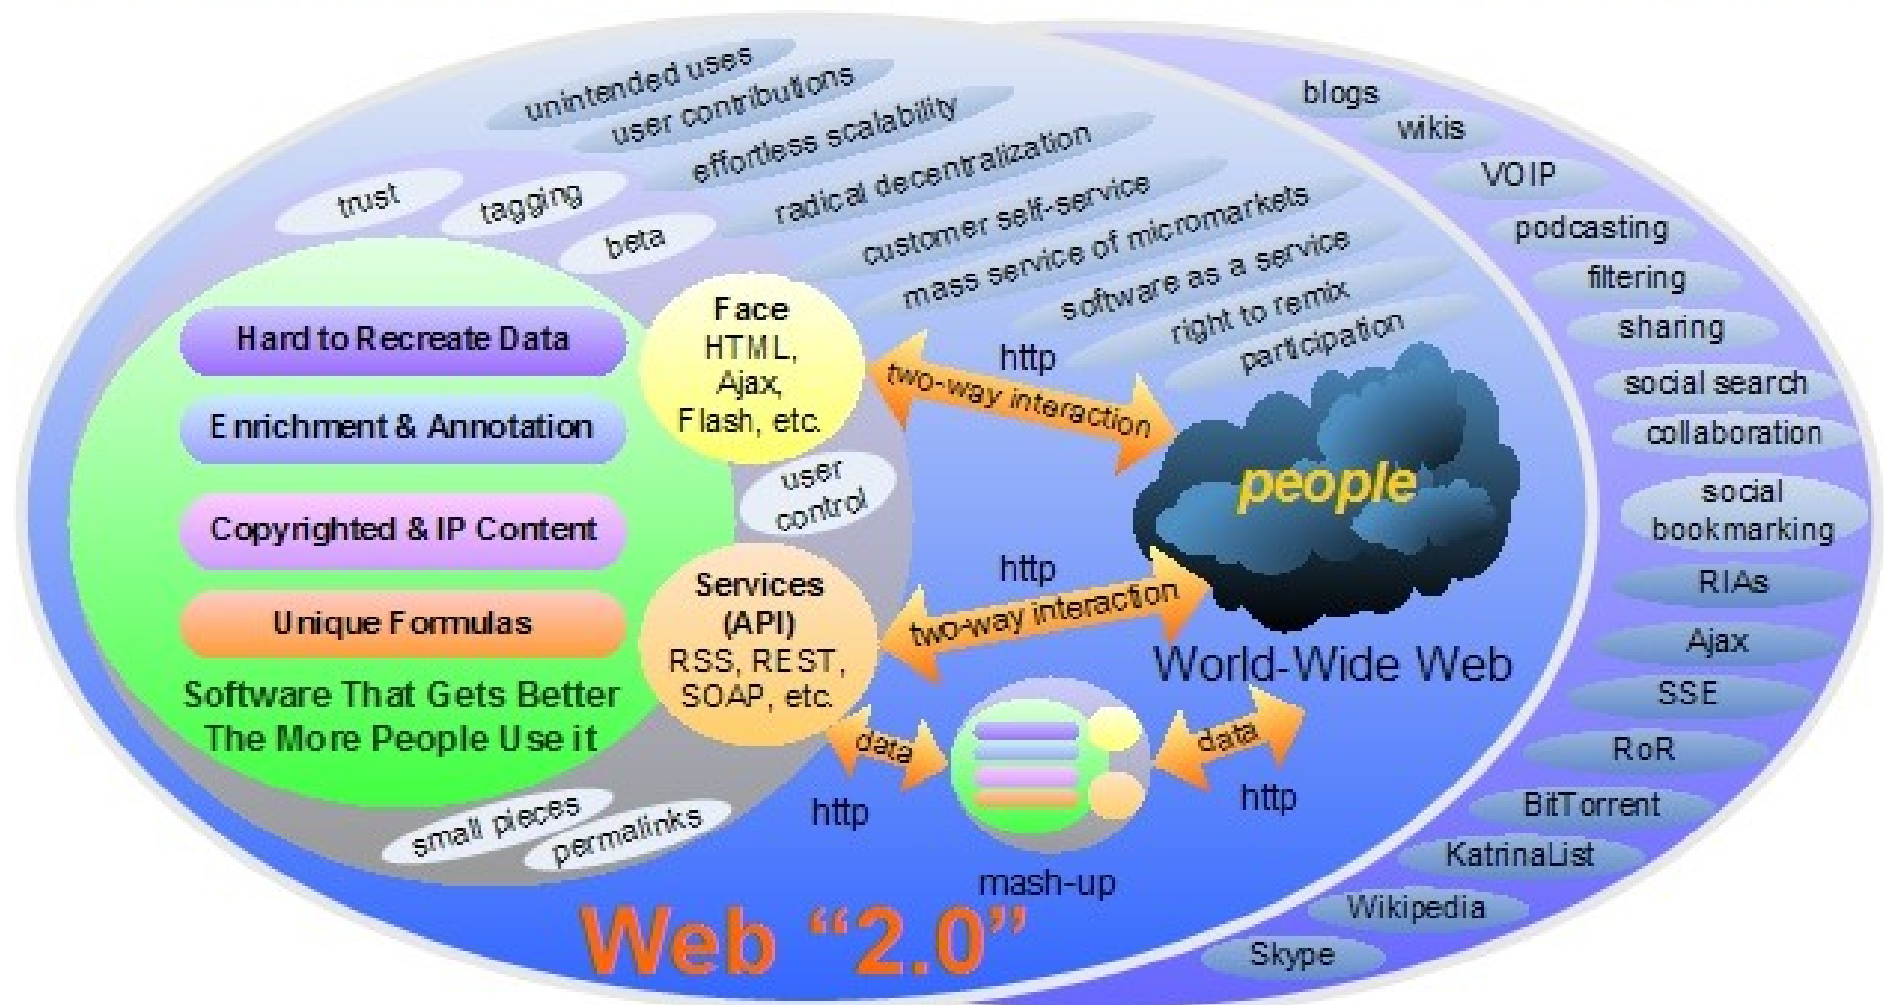 unintended uses
user contributions
effortless scalability
radical decentralization
customer self-service
mass service of micromarkets
software as a service
right to remix
participation
trust
tagging
beta
Hard to Recreate Data
Enrichment & Annotation
Copyrighted & IP Content
Unique Formulas
Software That Gets Better
The More People Use it
Face
HTML,
Ajax,
Flash, etc.
user
control
Services
(API)
RSS, REST,
SOAP, etc.
small pieces
permalinks
http
two-way interaction
people
http
two-way interaction
World-Wide Web
data
http
mash-up
data
http
Web “2.0”
blogs
wikis
VOIP
podcasting
filtering
sharing
social search
collaboration
social
bookmarking
RIAs
Ajax
SSE
RoR
BitTorrent
KatrinaList
Wikipedia
Skype